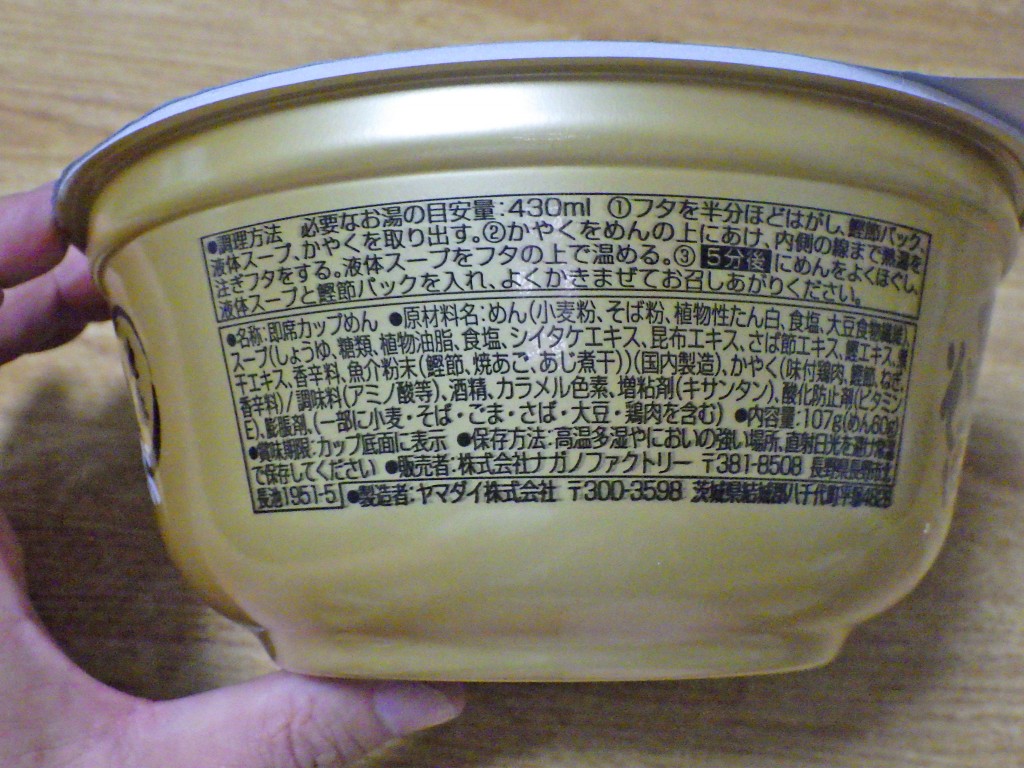 ●調理方法 必要なお湯の目安量:430ml ①フタを半分ほどはがし、鰹節パック、
液体スープ、かやくを取り出す。②かやくをめんの上にあけ、内側の線まで熱湯を
注ぎフタをする。液体スープをフタの上で温める。③5分後にめんをよくほぐし、
液体スープと鰹節パックを入れ、よくかきまぜてお召しあがりください。
●名称:即席カップめん ●原材料名:めん(小麦粉、そば粉、植物性たん白、食塩、大豆食物繊維)、
スープ(しょうゆ、糖類、植物油脂、食塩、シイタケエキス、昆布エキス、さば節エキス、鰹エキス、煮
干エキス、香辛料、魚介粉末(鰹節、焼あご、あじ煮干))(国内製造)、かやく(味付鶏肉、鰹節、ねぎ、
香辛料)/調味料(アミノ酸等)、酒精、カラメル色素、増粘剤(キサンタン)、酸化防止剤(ビタミン
E)、膨脹剤、(一部に小麦・そば・ごま・さば・大豆・鶏肉を含む) ●内容量:107g(めん60g)
●賞味期限:カップ底面に表示 ●保存方法:高温多湿やにおいの強い場所、直射日光を避け常温
で保存してください ●販売者:株式会社ナガノファクトリー 〒381-8508 長野県長野市北
長池1951-5 ●製造者:ヤマダイ株式会社 〒300-3598 茨城県結城郡八千代町平塚4828